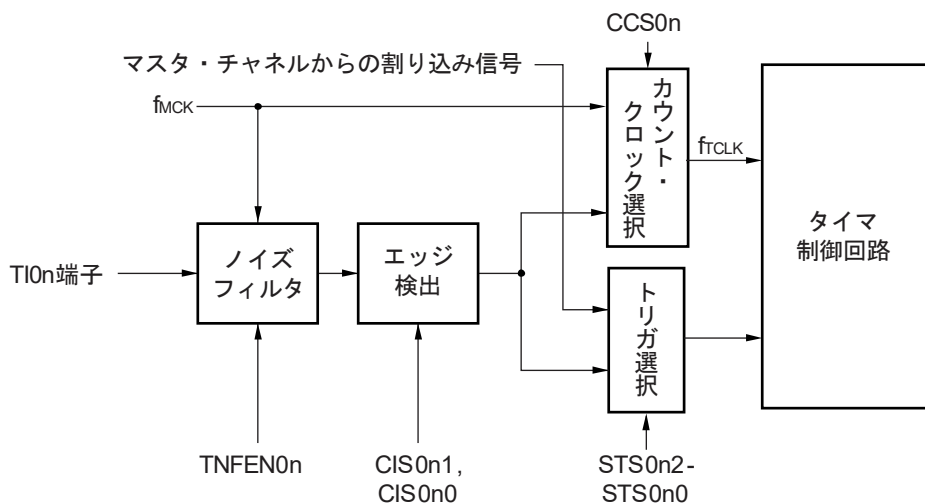 CCS0n
マスタ・チャネルからの割り込み信号
fMCK
カウント・
クロック選択
fTCLK
タイマ
制御回路
TI0n端子
ノイズ
フィルタ
エッジ
検出
トリガ選択
TNFEN0n
CIS0n1,
CIS0n0
STS0n2-
STS0n0